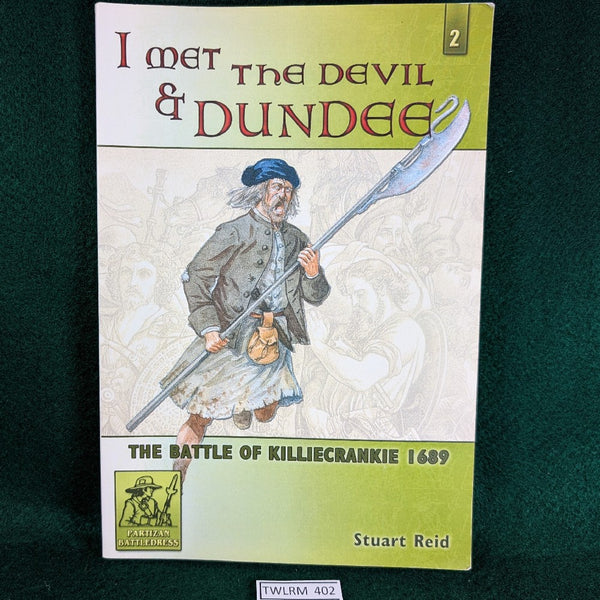 2
I MET THE DEVIL
& DUNDEE
THE BATTLE OF KILLIECRANKIE 1689
PARTIZAN
BATTLEDRESS
Stuart Reid
TWLRM 402